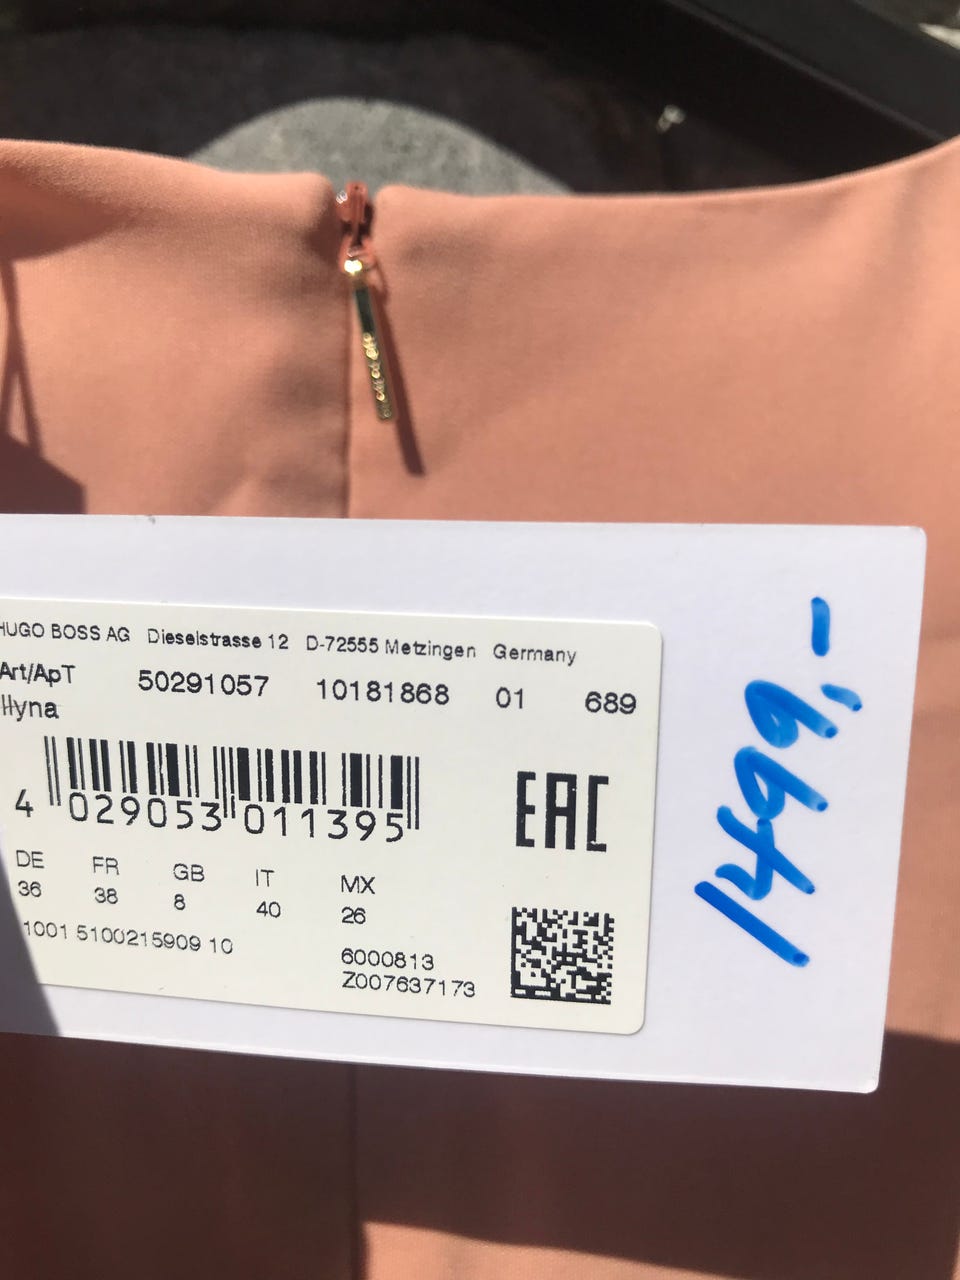 HUGO BOSS AG Dieselstrasse 12 D-72555 Metzingen Germany
Art/ApT 50291057 10181868 01 689
4 029053 011395
EAC
DE FR GB IT MX
36 38 8 40 26
1001 5100215909 10
6000813
Z007637173
1499,-